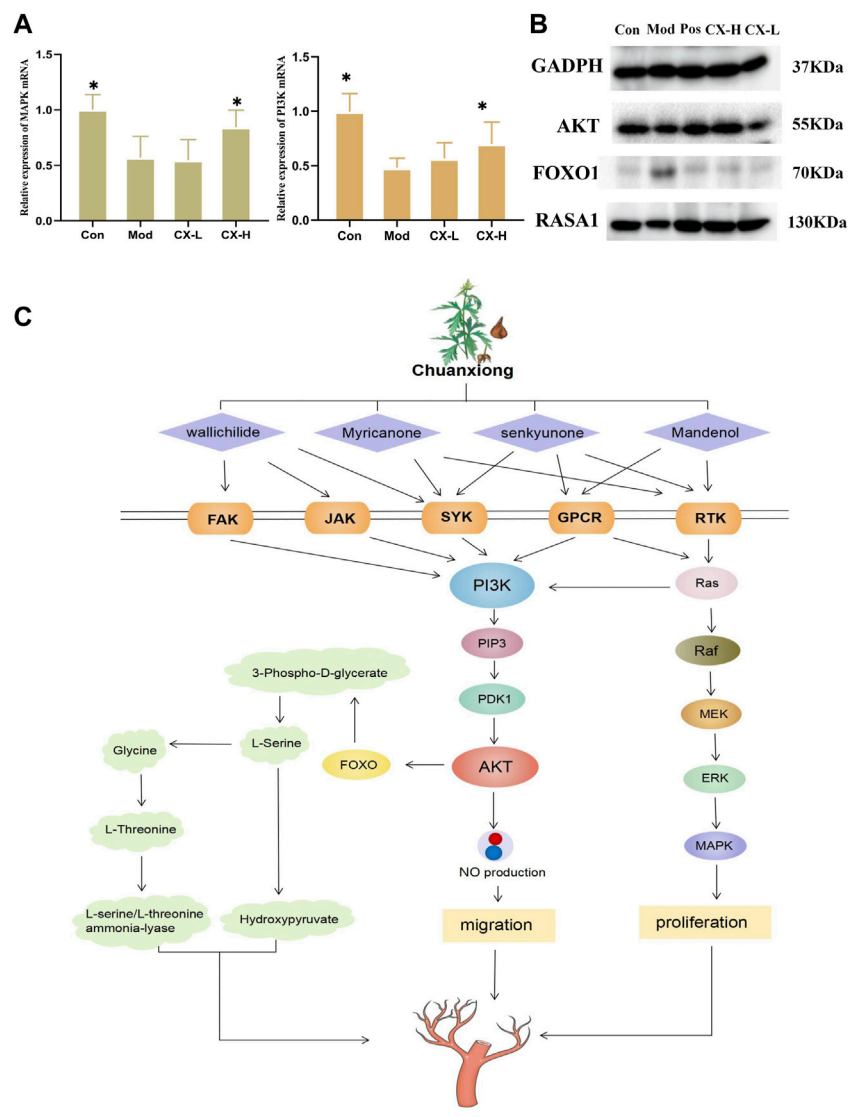 A
Relative expression of MAPK mRNA
1.5
1.0
0.5
0.0
*
*
Con Mod CX-L CX-H
Relative expression of PI3K mRNA
1.5
1.0
0.5
0.0
*
*
Con Mod CX-L CX-H
B
Con Mod Pos CX-H CX-L
GADPH 37KDa
AKT 55KDa
FOXO1 70KDa
RASA1 130KDa
C
Chuanxiong
wallichilide Myricanone senkyunone Mandenol
FAK JAK SYK GPCR RTK
PI3K Ras
PIP3 Raf
3-Phospho-D-glycerate
PDK1
MEK
Glycine L-Serine FOXO AKT
ERK
L-Threonine
MAPK
NO production
L-serine/L-threonine
ammonia-lyase
Hydroxypyruvate
migration proliferation